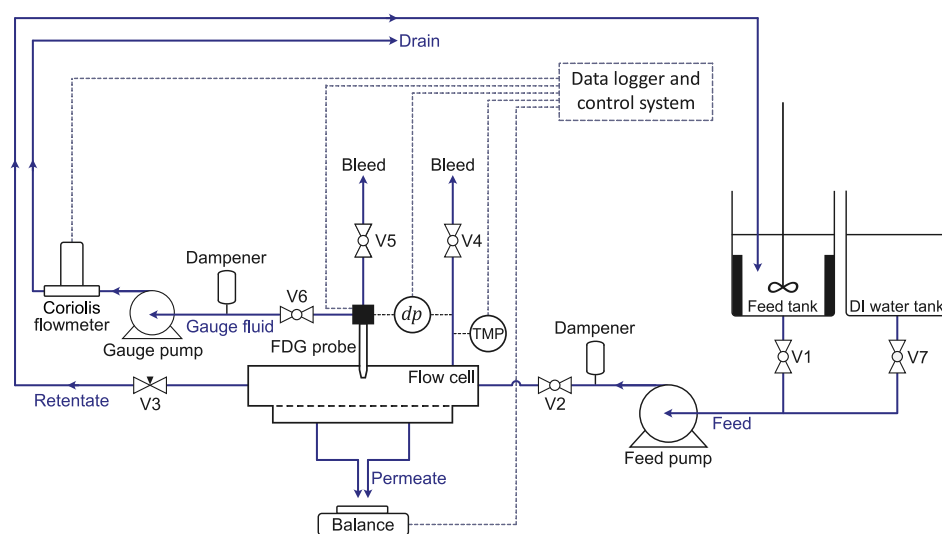 Drain
Data logger and
control system
Bleed
Bleed
V5
V4
Dampener
V6
Coriolis
flowmeter
Gauge fluid
Gauge pump
dp
TMP
FDG probe
Flow cell
Dampener
Feed tank
DI water tank
V1
V7
Retentate
V3
V2
Feed
Feed pump
Permeate
Balance